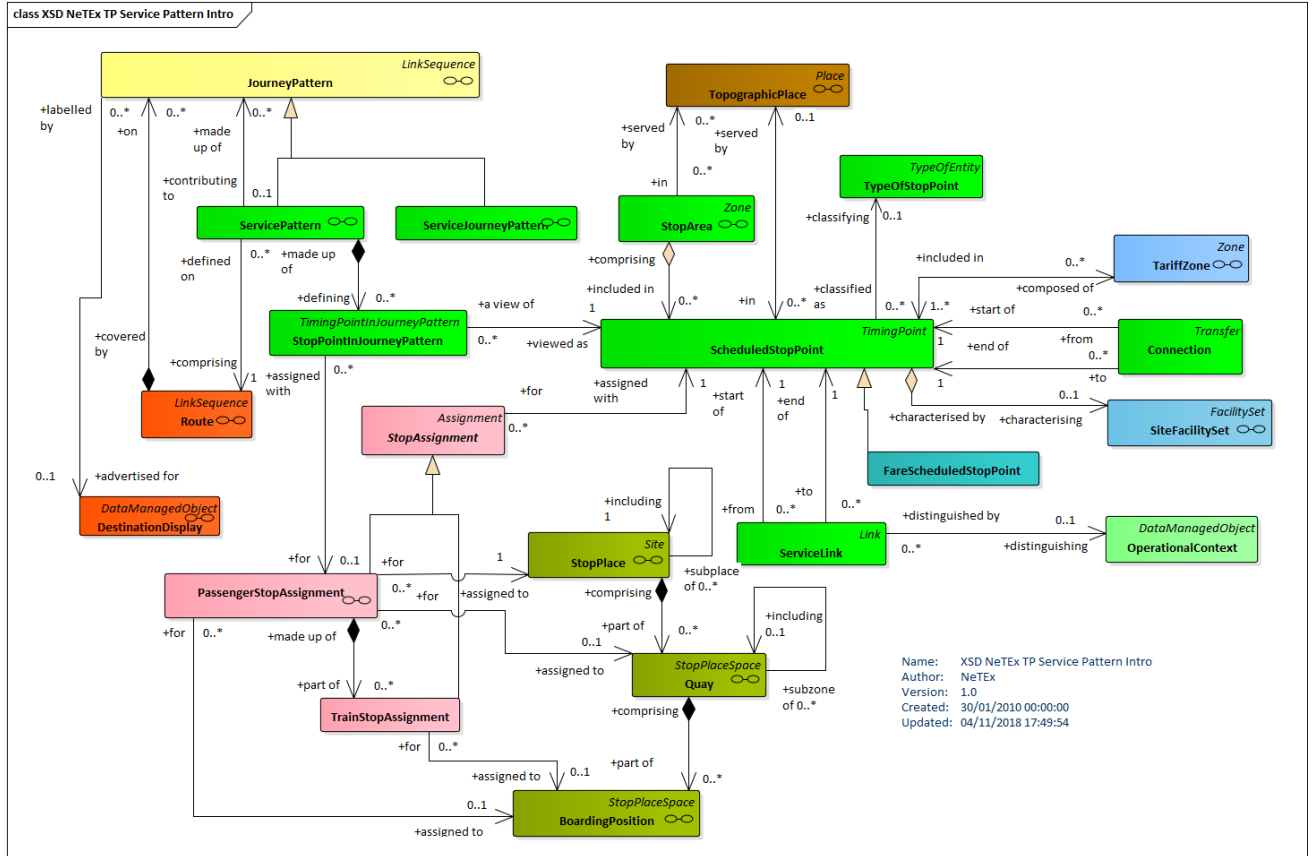 class XSD NeTEx TP Service Pattern Intro
LinkSequence
JourneyPattern
Place
TopographicPlace
+labelled
by
0..*
+on
0..*
+made
up of
0..*
+served
by
0..*
+served
by
0..1
TypeOfEntity
TypeOfStopPoint
+contributing
to
0..1
+in
0..*
Zone
StopArea
+classifying
0..1
ServicePattern
ServiceJourneyPattern
Zone
TariffZone
+defined
on
0..*
+made up
of
+comprising
+included in
0..*
+composed of
+defining
0..*
+a view of
+included in
1
0..*
+in
0..*
+classified
as
0..*
1..*
+start of
0..*
TimingPointInJourneyPattern
StopPointInJourneyPattern
0..*
+viewed as
TimingPoint
ScheduledStopPoint
1
+end of
+from
0..*
Transfer
Connection
+covered
by
+comprising
1
+assigned
with
0..*
+for
+assigned
with
1
+start
of
1
+end
of
1
1
+to
LinkSequence
Route
Assignment
StopAssignment
0..*
+characterised by
0..1
+characterising
FacilitySet
SiteFacilitySet
FareScheduledStopPoint
0..1
+advertised for
DataManagedObject
DestinationDisplay
+including
1
+from
0..*
+to
0..*
Link
ServiceLink
+distinguished by
0..*
0..1
+distinguishing
DataManagedObject
OperationalContext
Site
StopPlace
+for
0..1
+for
1
+subplace
of 0..*
PassengerStopAssignment
0..*
+for
+assigned to
+comprising
+including
0..1
+for
0..*
+made up of
0..*
0..1
+part of
0..*
+assigned to
StopPlaceSpace
Quay
+subzone
of 0..*
+part of
0..*
TrainStopAssignment
+comprising
+for
0..*
+assigned to
0..1
+part of
0..*
0..1
+assigned to
StopPlaceSpace
BoardingPosition
Name: XSD NeTEx TP Service Pattern Intro
Author: NeTEx
Version: 1.0
Created: 30/01/2010 00:00:00
Updated: 04/11/2018 17:49:54